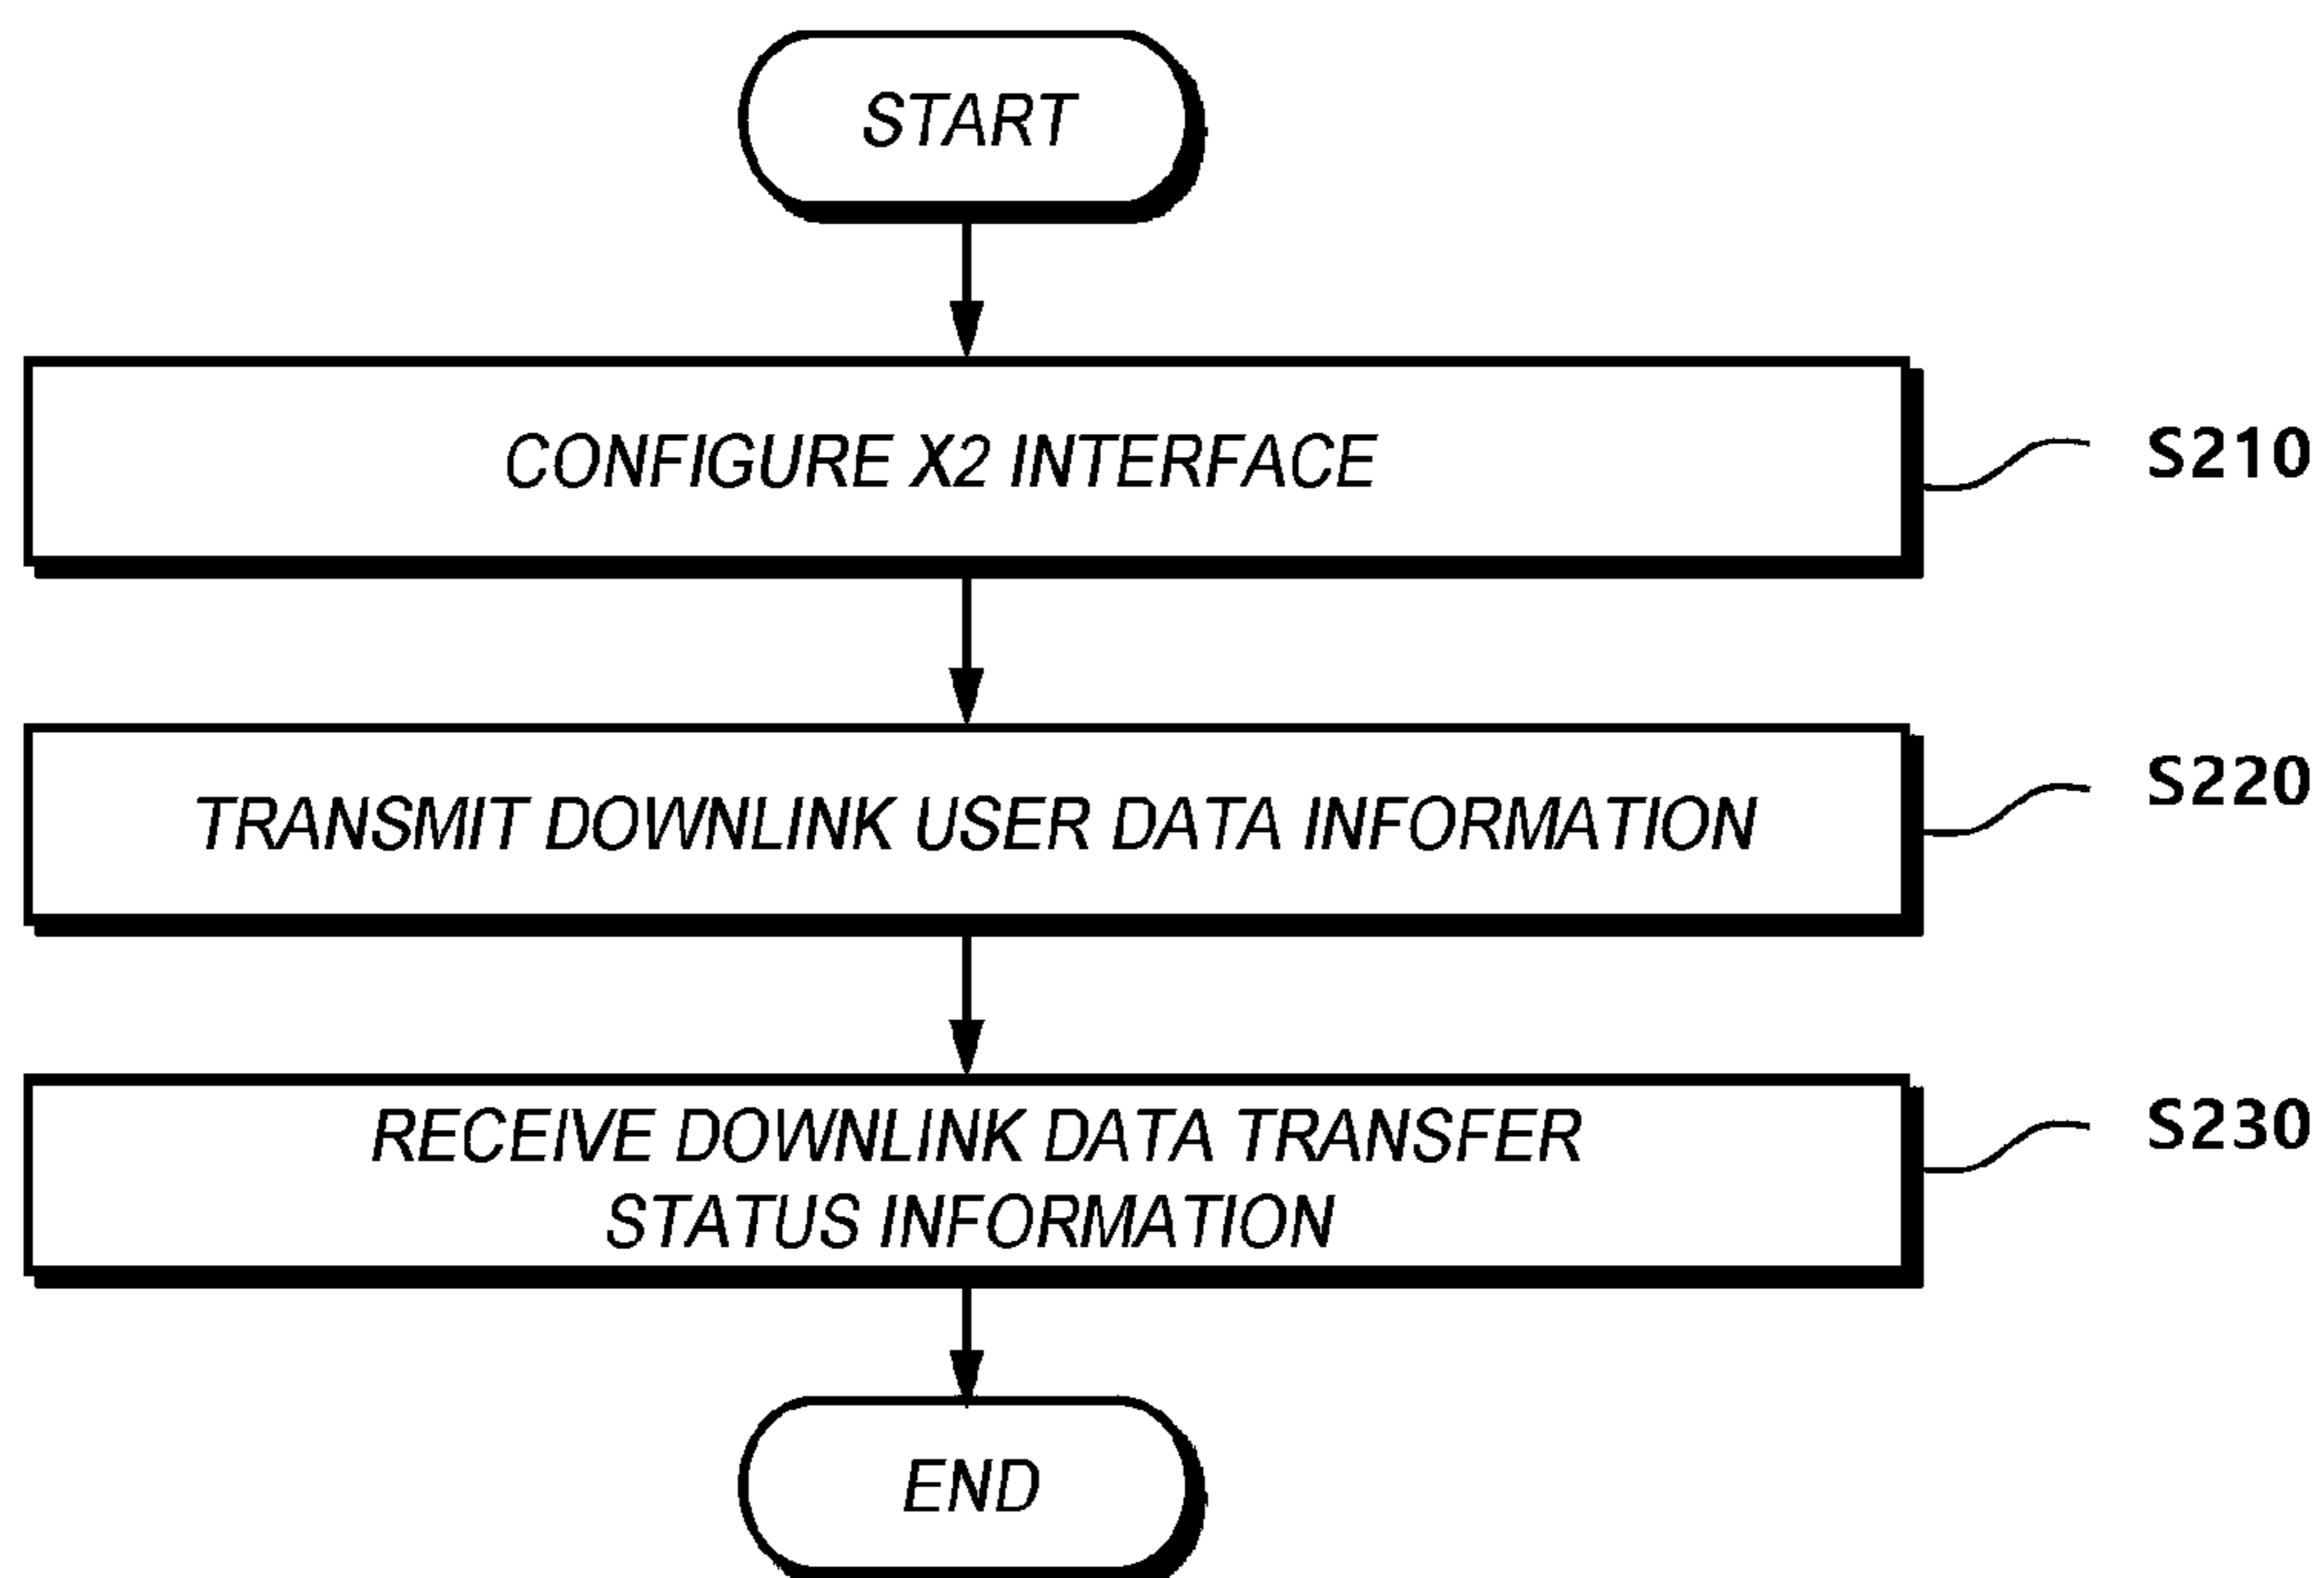 START
CONFIGURE X2 INTERFACE
S210
TRANSMIT DOWNLINK USER DATA INFORMATION
S220
RECEIVE DOWNLINK DATA TRANSFER
STATUS INFORMATION
S230
END